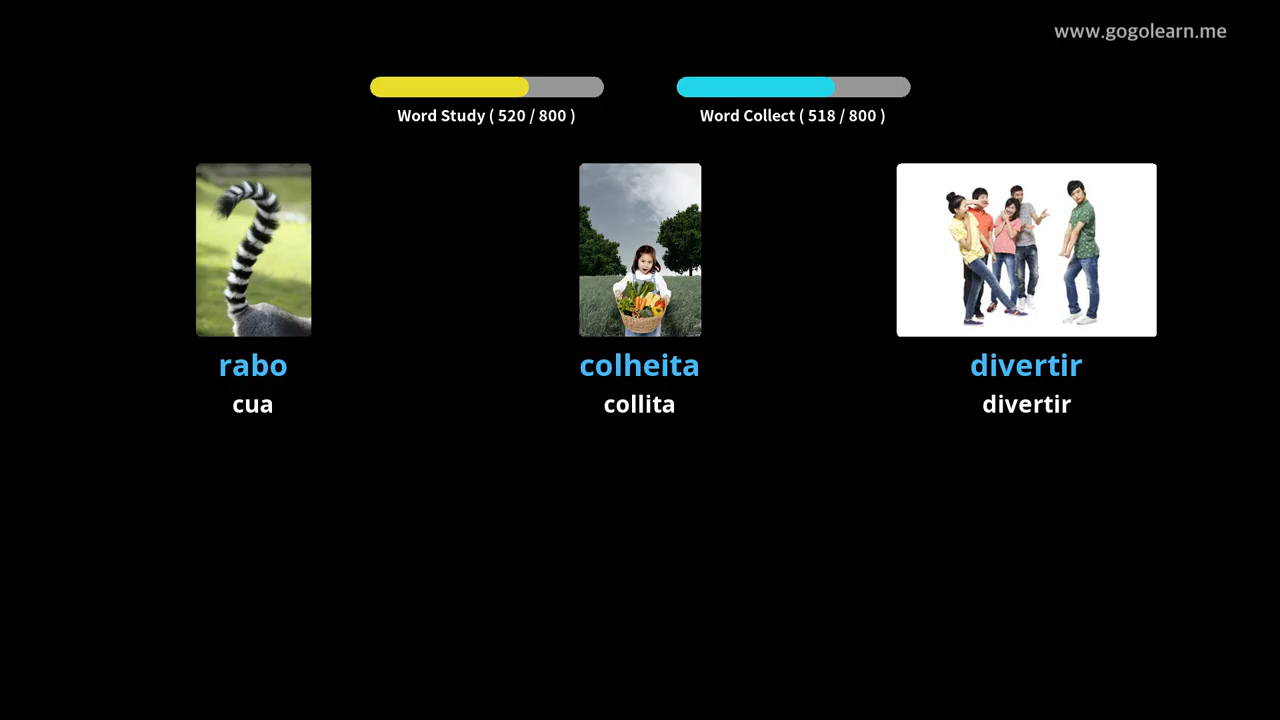 www.gogolearn.me
Word Study ( 520 / 800 )
Word Collect ( 518 / 800 )
rabo
cua
colheita
collita
divertir
divertir